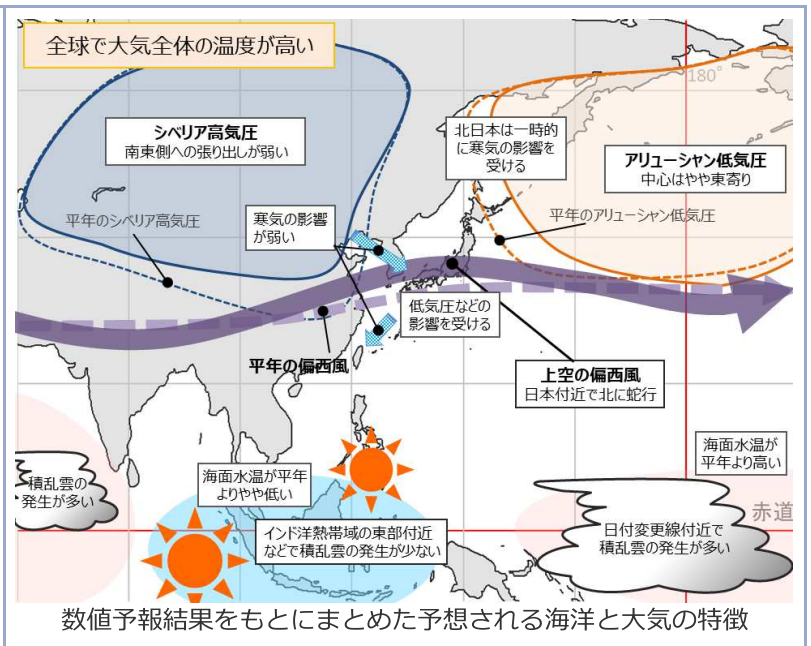 全球で大気全体の温度が高い
180°
シベリア高気圧
南東側への張り出しが弱い
北日本は一時的
に寒気の影響を
受ける
アリューシャン低気圧
中心はやや東寄り
平年のシベリア高気圧
寒気の影響
が弱い
平年のアリューシャン低気圧
低気圧などの
影響を受ける
平年の偏西風
上空の偏西風
日本付近で北に蛇行
海面水温が
平年より高い
積乱雲の
発生が多い
海面水温が平年
よりやや低い
赤道
インド洋熱帯域の東部付近
などで積乱雲の発生が少ない
日付変更線付近で
積乱雲の発生が多い
数値予報結果をもとにまとめた予想される海洋と大気の特徴